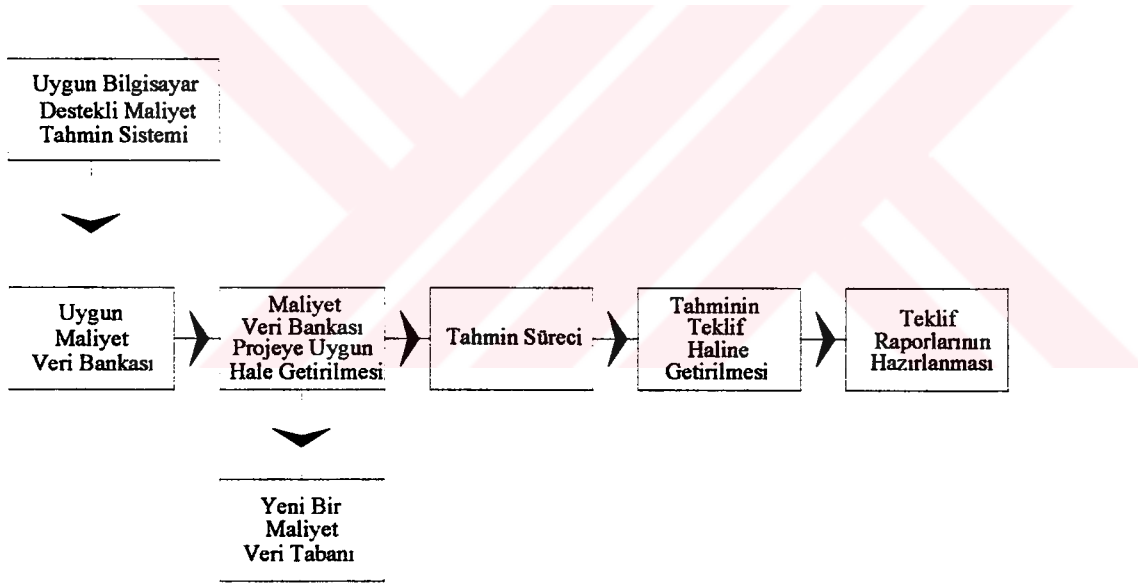 Uygun Bilgisayar
Destekli Maliyet
Tahmin Sistemi
Uygun
Maliyet
Veri Bankası
Maliyet
Veri Bankası
Projeye Uygun
Hale Getirilmesi
Tahmin Süreci
Tahminin
Teklif
Haline
Getirilmesi
Teklif
Raporlarının
Hazırlanması
Yeni Bir
Maliyet
Veri Tabanı